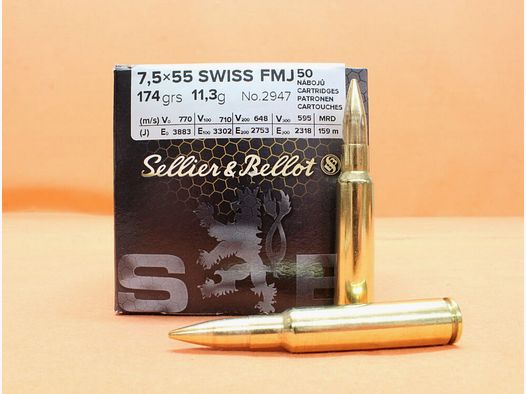 7,5×55 SWISS FMJ 50
NÁBOJŮ
CARTRIDGES
PATRONEN
CARTOUCHES
174 grs 11,3g No.2947
(m/s) V₀ 770 V₁₀₀ 710 V₂₀₀ 648 V₃₀₀ 595 MRD
(J) E₀ 3883 E₁₀₀ 3302 E₂₀₀ 2753 E₃₀₀ 2318 159 m
Sellier & Bellot
S B